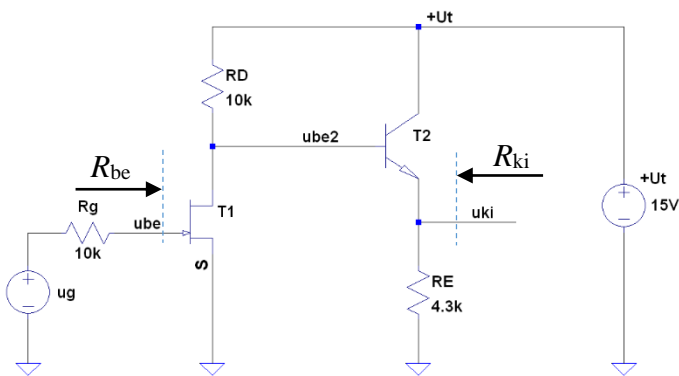 +Ut
RD
10k
ube2
T2
Rbe
Rki
Rg
ube
T1
uki
+Ut
15V
10k
S
ug
RE
4.3k